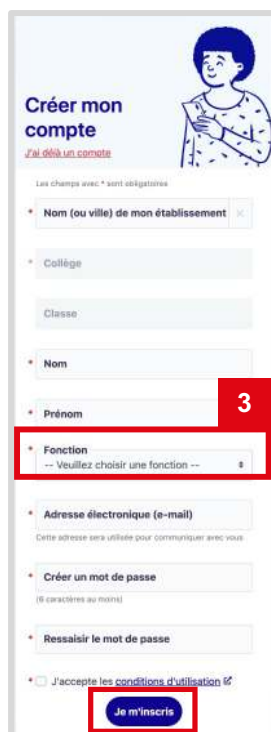 Créer mon
compte
J'ai déjà un compte
Les champs avec * sont obligatoires
* Nom (ou ville) de mon établissement ×
* Collège
Classe
* Nom
* Prénom
3
* Fonction
-- Veuillez choisir une fonction --
* Adresse électronique (e-mail)
Cette adresse sera utilisée pour communiquer avec vous
* Créer un mot de passe
(6 caractères au moins)
* Ressaisir le mot de passe
* J'accepte les conditions d'utilisation
Je m'inscris